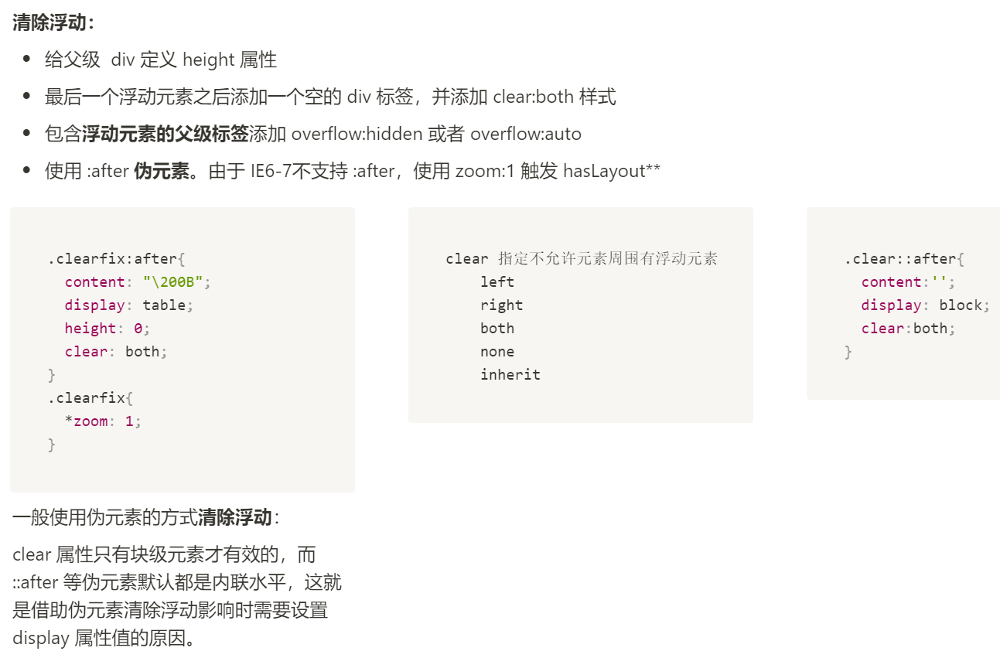 清除浮动：
给父级 div 定义 height 属性
最后一个浮动元素之后添加一个空的 div 标签，并添加 clear:both 样式
包含浮动元素的父级标签添加 overflow:hidden 或者 overflow:auto
使用 :after 伪元素。由于 IE6-7不支持 :after，使用 zoom:1 触发 hasLayout**
.clearfix:after{
content: "\200B";
display: table;
height: 0;
clear: both;
}
.clearfix{
*zoom: 1;
}
clear 指定不允许元素周围有浮动元素
left
right
both
none
inherit
.clear::after{
content:'';
display: block;
clear:both;
}
一般使用伪元素的方式清除浮动：
clear 属性只有块级元素才有效的，而
::after 等伪元素默认都是内联水平，这就
是借助伪元素清除浮动影响时需要设置
display 属性值的原因。